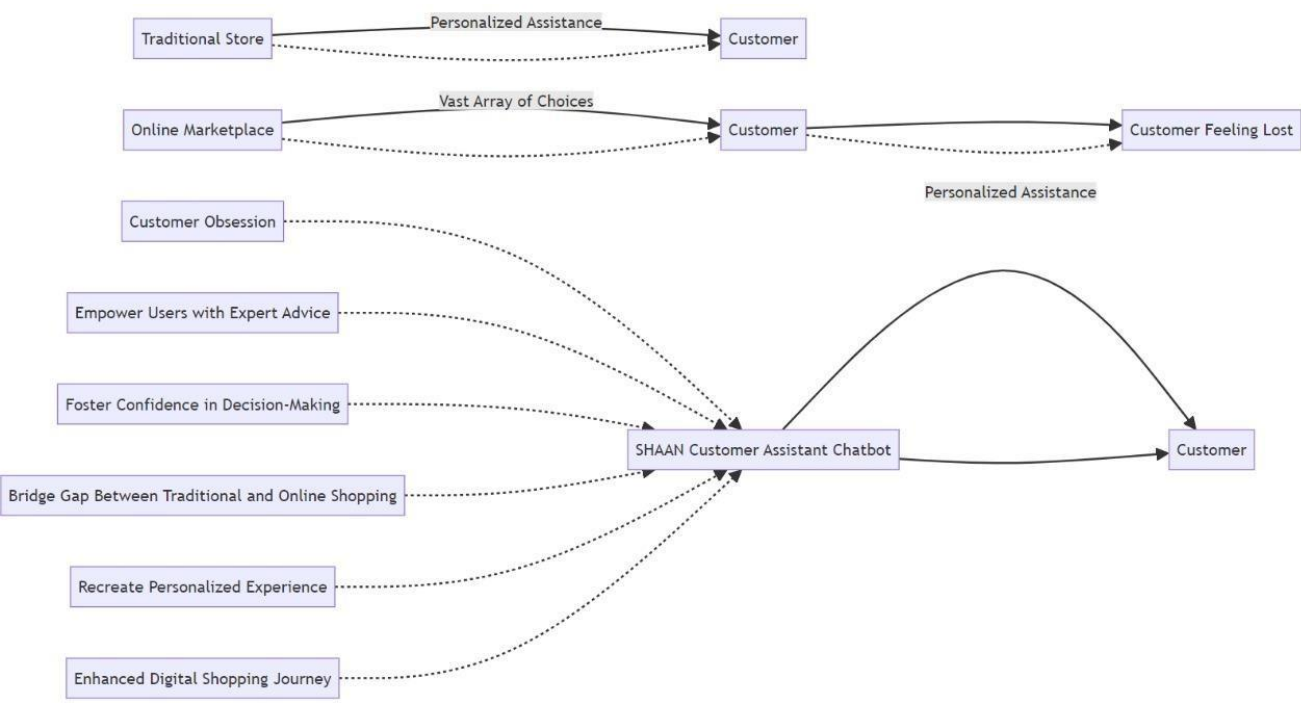 Personalized Assistance
Traditional Store
Customer
Vast Array of Choices
Online Marketplace
Customer
Customer Feeling Lost
Personalized Assistance
Customer Obsession
Empower Users with Expert Advice
Foster Confidence in Decision-Making
SHAAN Customer Assistant Chatbot
Customer
Bridge Gap Between Traditional and Online Shopping
Recreate Personalized Experience
Enhanced Digital Shopping Journey